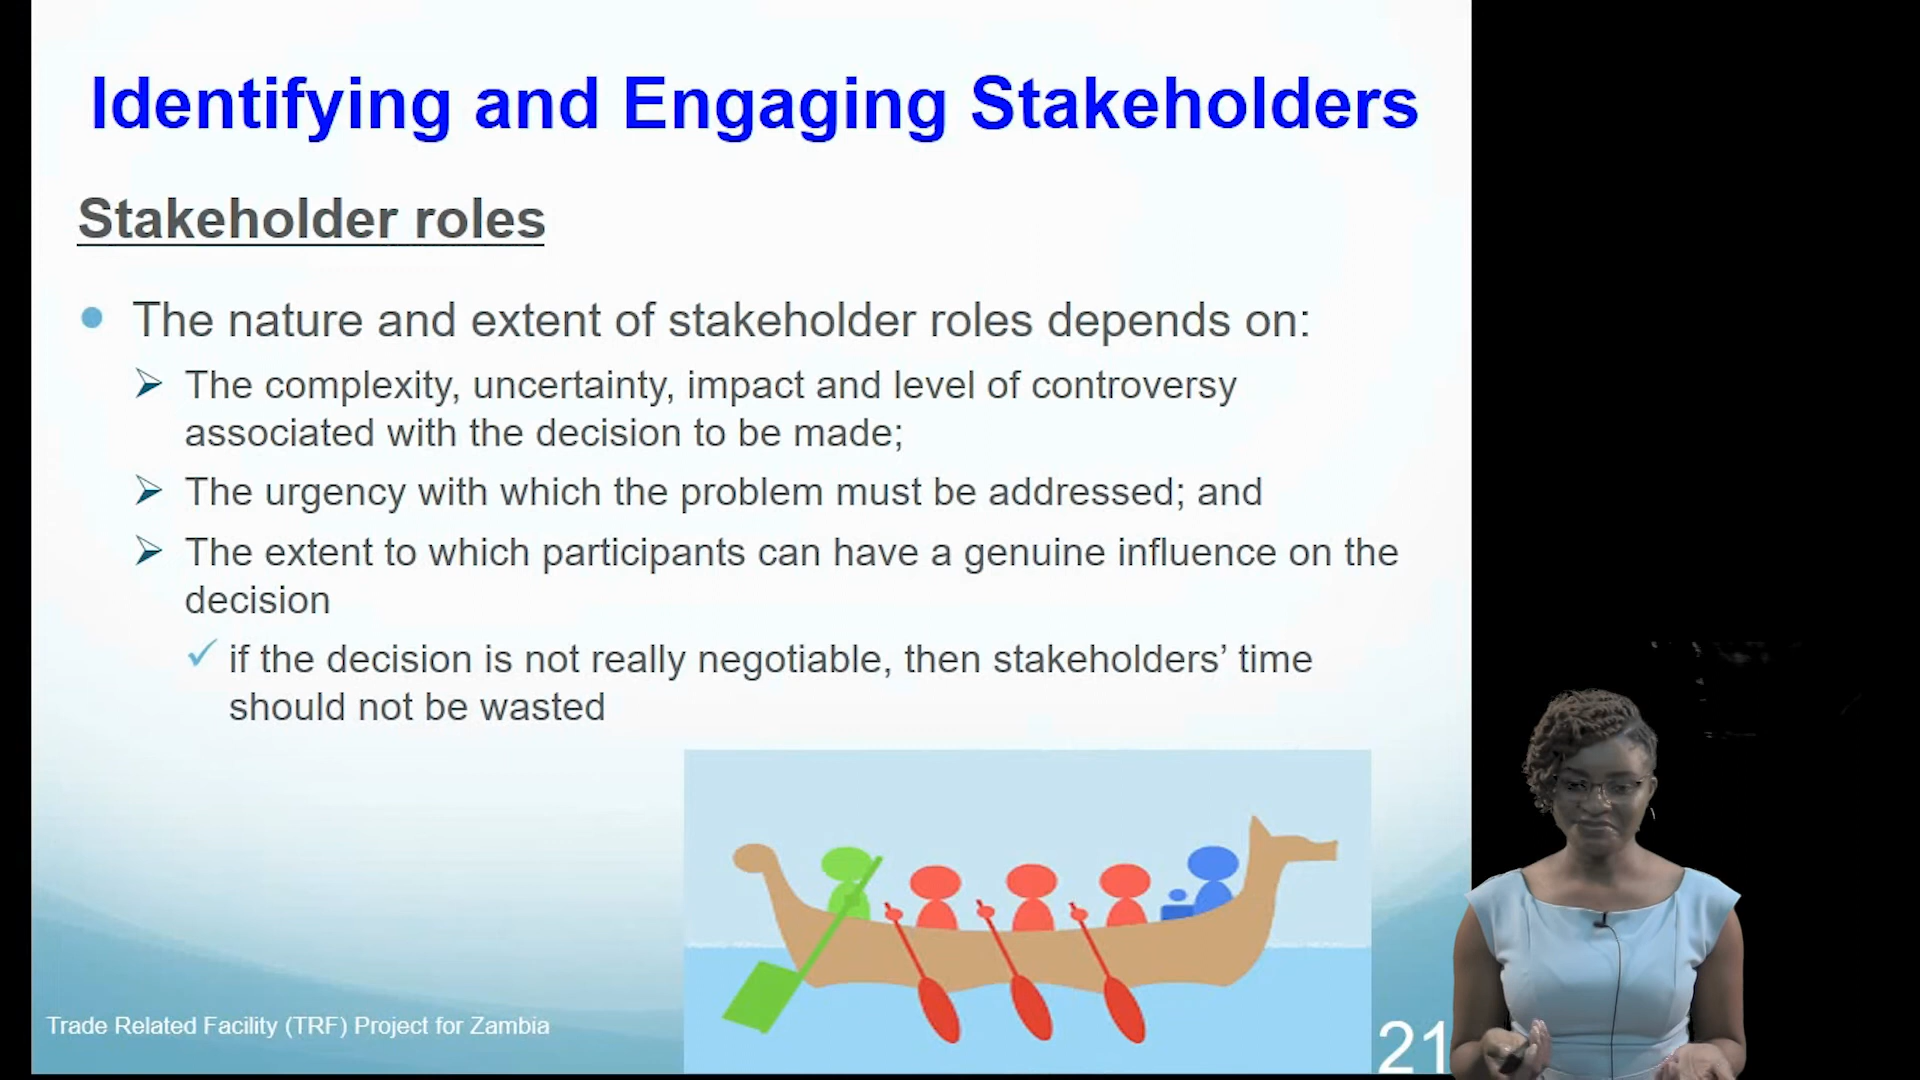 Identifying and Engaging Stakeholders
Stakeholder roles
The nature and extent of stakeholder roles depends on:
The complexity, uncertainty, impact and level of controversy
associated with the decision to be made;
The urgency with which the problem must be addressed; and
The extent to which participants can have a genuine influence on the
decision
if the decision is not really negotiable, then stakeholders’ time
should not be wasted
Trade Related Facility (TRF) Project for Zambia
21